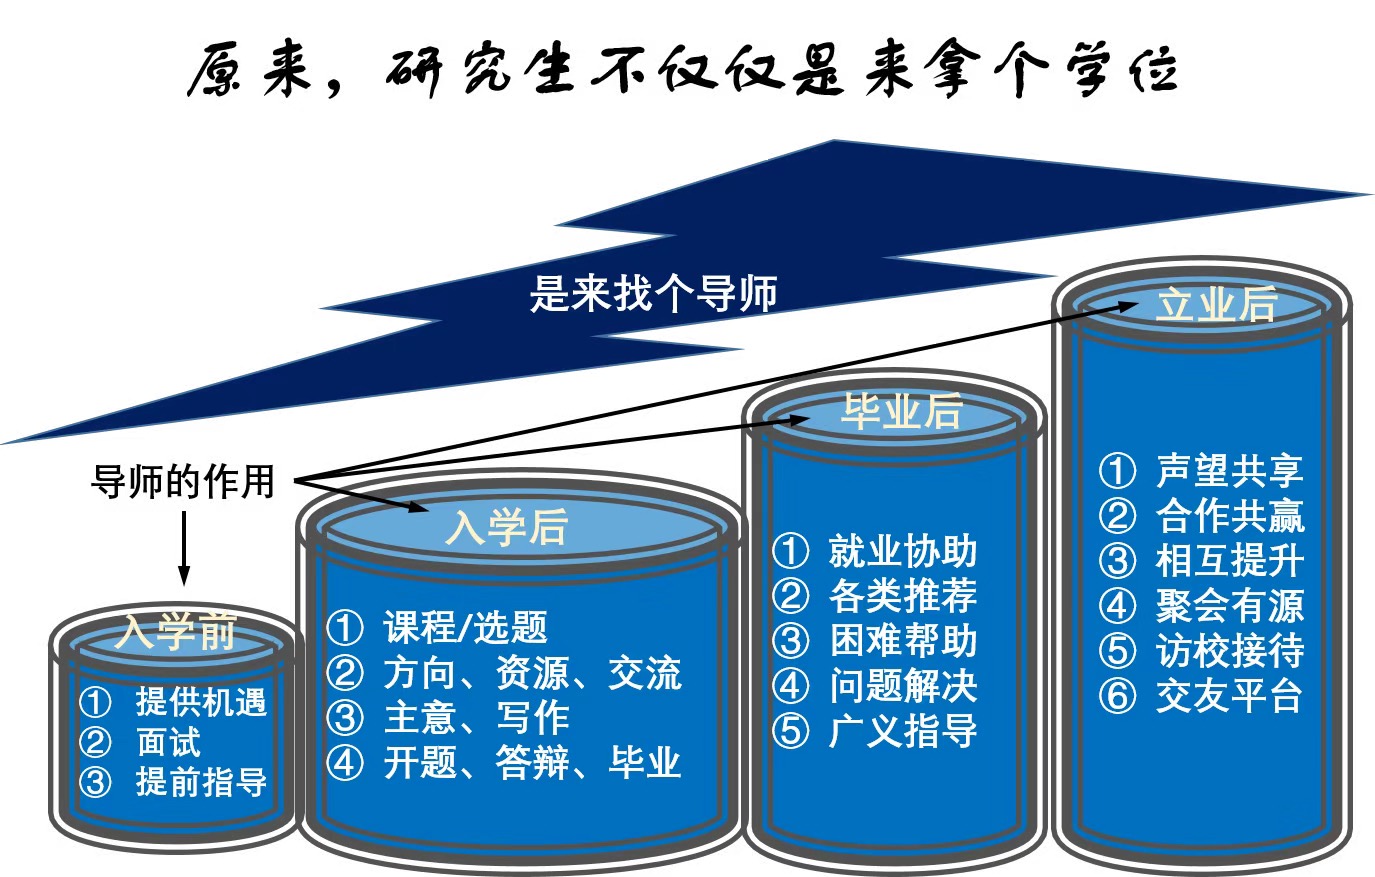 原来，研究生不仅仅是来拿个学位
是来找个导师
导师的作用
入学前
① 提供机遇
② 面试
③ 提前指导
入学后
① 课程/选题
② 方向、资源、交流
③ 主意、写作
④ 开题、答辩、毕业
毕业后
① 就业协助
② 各类推荐
③ 困难帮助
④ 问题解决
⑤ 广义指导
立业后
① 声望共享
② 合作共赢
③ 相互提升
④ 聚会有源
⑤ 访校接待
⑥ 交友平台